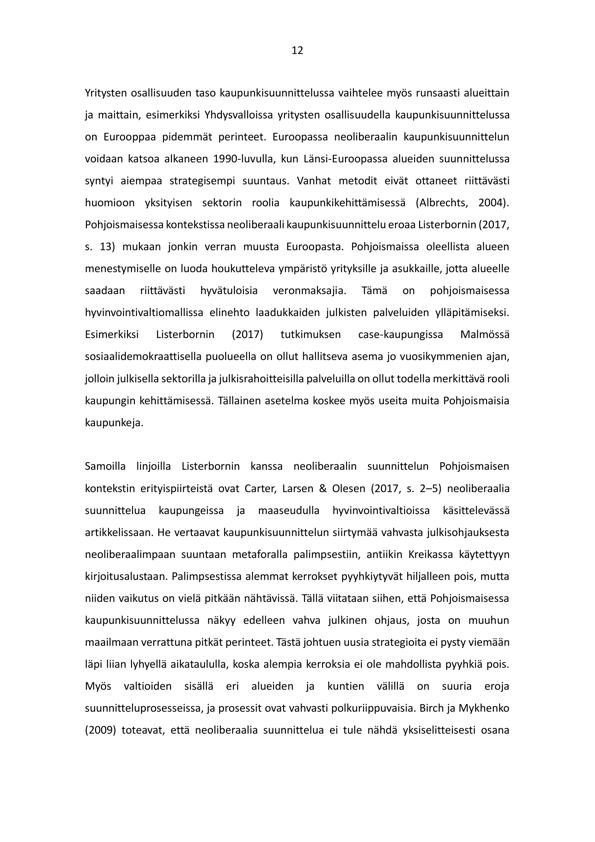 12
Yritysten osallisuuden taso kaupunkisuunnittelussa vaihtelee myös runsaasti alueittain
ja maittain, esimerkiksi Yhdysvalloissa yritysten osallisuudella kaupunkisuunnittelussa
on Eurooppaa pidemmät perinteet. Euroopassa neoliberaalin kaupunkisuunnittelun
voidaan katsoa alkaneen 1990-luvulla, kun Länsi-Euroopassa alueiden suunnittelussa
syntyi aiempaa strategisempi suuntaus. Vanhat metodit eivät ottaneet riittävästi
huomioon yksityisen sektorin roolia kaupunkikehittämisessä (Albrechts, 2004).
Pohjoismaisessa kontekstissa neoliberaali kaupunkisuunnittelu eroaa Listerbornin (2017,
s. 13) mukaan jonkin verran muusta Euroopasta. Pohjoismaissa oleellista alueen
menestymiselle on luoda houkutteleva ympäristö yrityksille ja asukkaille, jotta alueelle
saadaan riittävästi hyvätuloisia veronmaksajia. Tämä on pohjoismaisessa
hyvinvointivaltiomallissa elinehto laadukkaiden julkisten palveluiden ylläpitämiseksi.
Esimerkiksi Listerbornin (2017) tutkimuksen case-kaupungissa Malmössä
sosiaalidemokraattisella puolueella on ollut hallitseva asema jo vuosikymmenien ajan,
jolloin julkisella sektorilla ja julkisrahoitteisilla palveluilla on ollut todella merkittävä rooli
kaupungin kehittämisessä. Tällainen asetelma koskee myös useita muita Pohjoismaisia
kaupunkeja.
Samoilla linjoilla Listerbornin kanssa neoliberaalin suunnittelun Pohjoismaisen
kontekstin erityispiirteistä ovat Carter, Larsen & Olesen (2017, s. 2–5) neoliberaalia
suunnittelua kaupungeissa ja maaseudulla hyvinvointivaltioissa käsittelevässä
artikkelissaan. He vertaavat kaupunkisuunnittelun siirtymää vahvasta julkisohjauksesta
neoliberaalimpaan suuntaan metaforalla palimpsestiin, antiikin Kreikassa käytettyyn
kirjoitusalustaan. Palimpsestissa alemmat kerrokset pyyhkiytyvät hiljalleen pois, mutta
niiden vaikutus on vielä pitkään nähtävissä. Tällä viitataan siihen, että Pohjoismaisessa
kaupunkisuunnittelussa näkyy edelleen vahva julkinen ohjaus, josta on muuhun
maailmaan verrattuna pitkät perinteet. Tästä johtuen uusia strategioita ei pysty viemään
läpi liian lyhyellä aikataululla, koska alempia kerroksia ei ole mahdollista pyyhkiä pois.
Myös valtioiden sisällä eri alueiden ja kuntien välillä on suuria eroja
suunnitteluprosesseissa, ja prosessit ovat vahvasti polkuriippuvaisia. Birch ja Mykhenko
(2009) toteavat, että neoliberaalia suunnittelua ei tule nähdä yksiselitteisesti osana